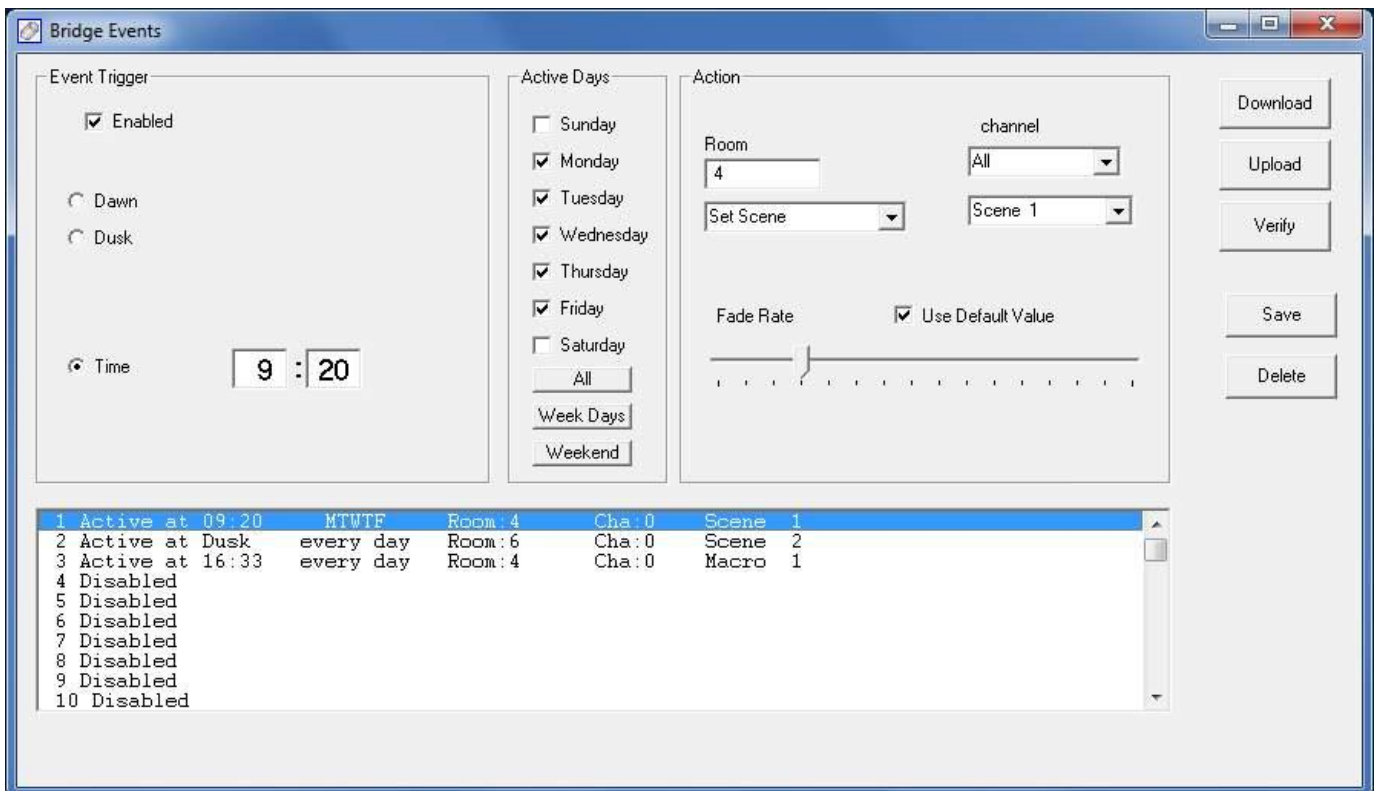 Bridge Events
Event Trigger
Enabled
Dawn
Dusk
Time
9 : 20
Active Days
Sunday
Monday
Tuesday
Wednesday
Thursday
Friday
Saturday
All
Week Days
Weekend
Action
Room
4
channel
All
Set Scene
Scene 1
Fade Rate
Use Default Value
Download
Upload
Verify
Save
Delete
1 Active at 09:20 MTWTF Room:4 Cha:0 Scene 1
2 Active at Dusk every day Room:6 Cha:0 Scene 2
3 Active at 16:33 every day Room:4 Cha:0 Macro 1
4 Disabled
5 Disabled
6 Disabled
7 Disabled
8 Disabled
9 Disabled
10 Disabled